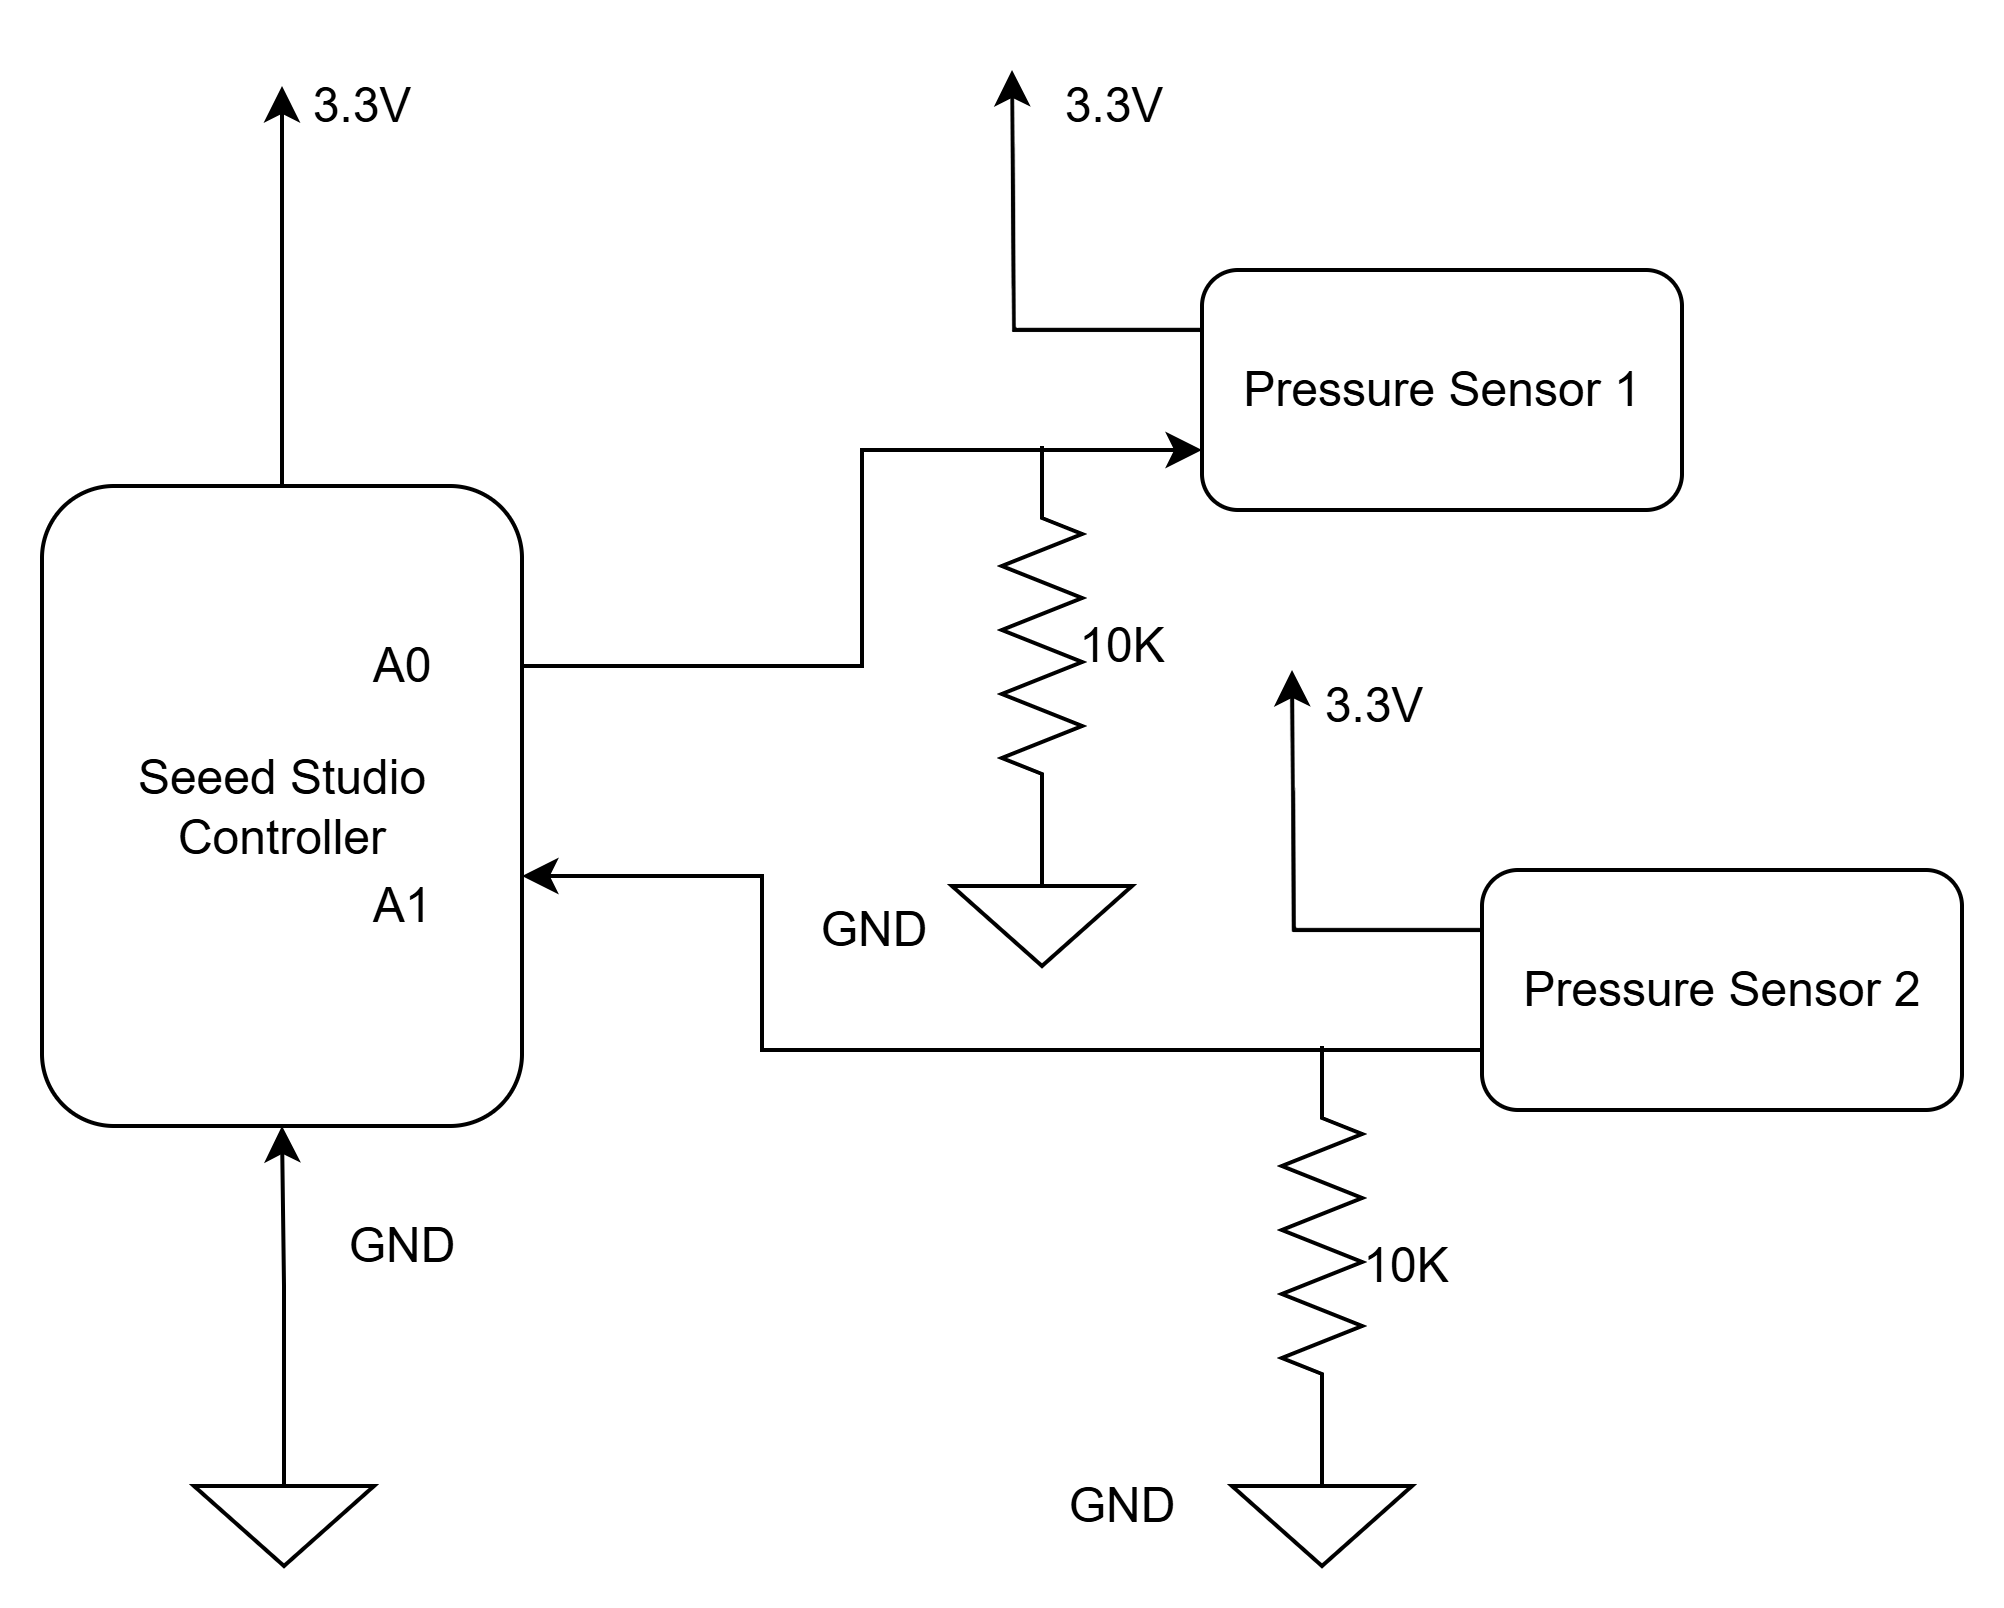 3.3V
3.3V
Pressure Sensor 1
A0
10K
3.3V
Seeed Studio
Controller
A1
GND
Pressure Sensor 2
GND
10K
GND